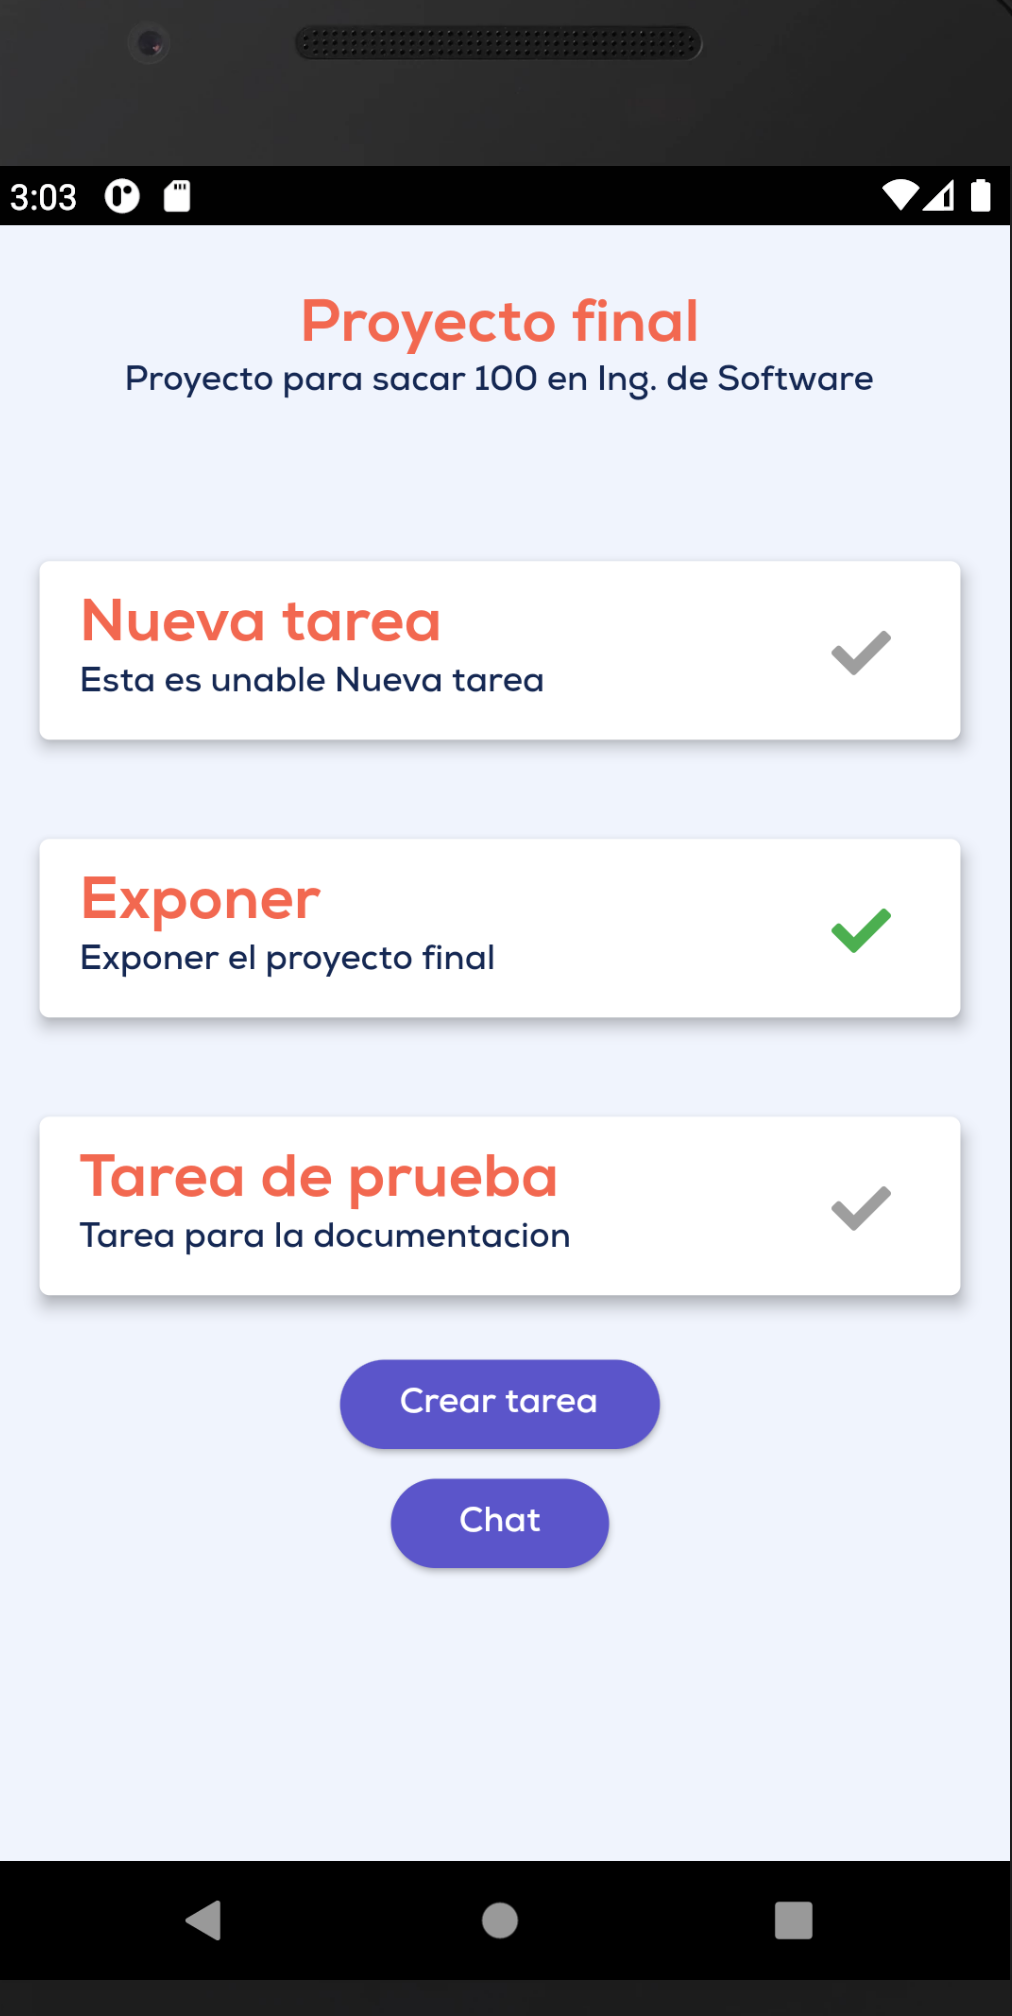 3:03
Proyecto final
Proyecto para sacar 100 en Ing. de Software
Nueva tarea
Esta es unable Nueva tarea
Exponer
Exponer el proyecto final
Tarea de prueba
Tarea para la documentacion
Crear tarea
Chat